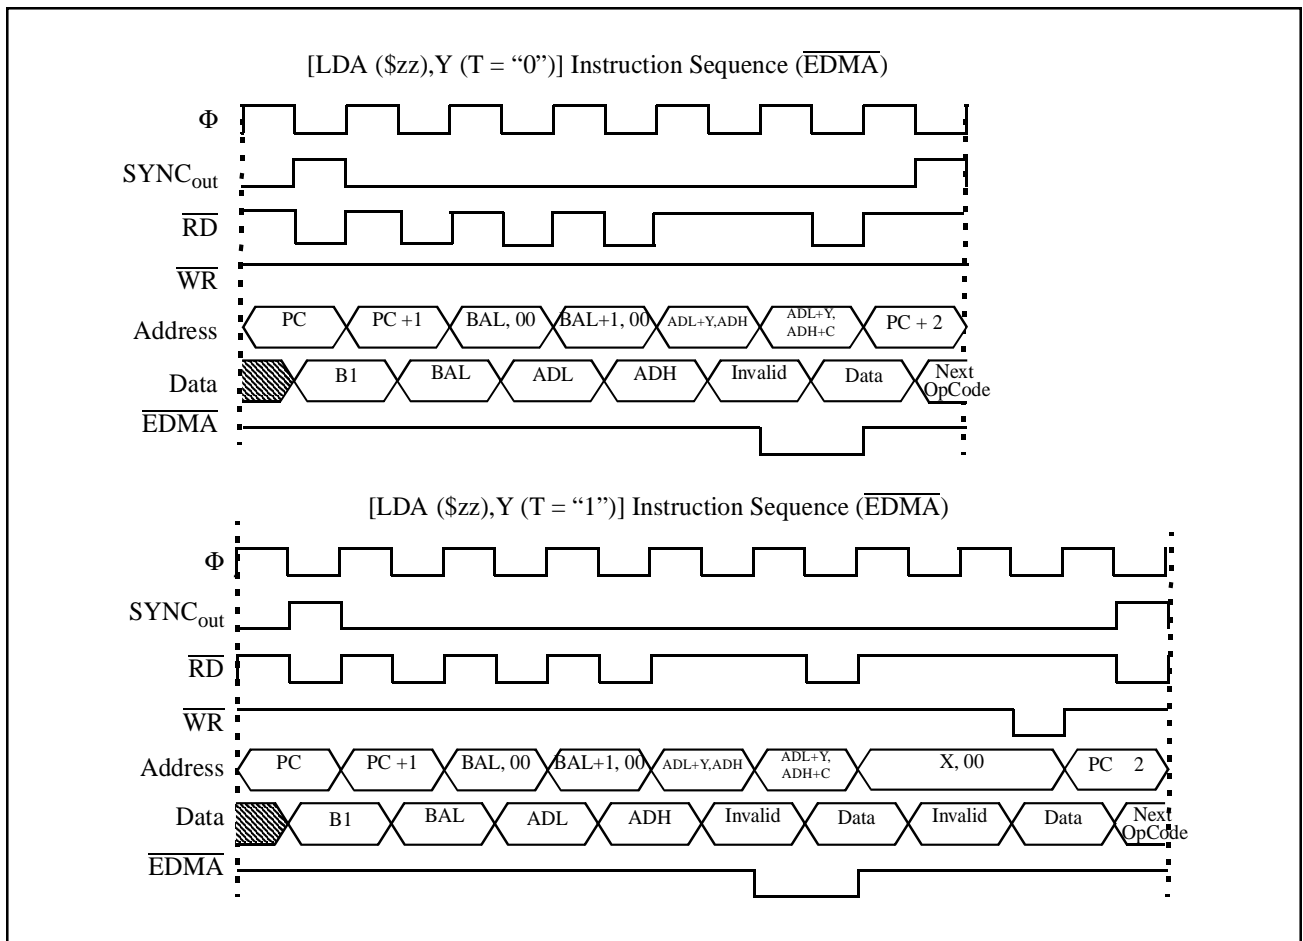 [LDA ($zz),Y (T = “0”)] Instruction Sequence (EDMA)
Φ
SYNCout
RD
WR
Address PC PC +1 BAL, 00 BAL+1, 00 ADL+Y,ADH ADL+Y, ADH+C PC + 2
Data B1 BAL ADL ADH Invalid Data Next OpCode
EDMA
[LDA ($zz),Y (T = “1”)] Instruction Sequence (EDMA)
Φ
SYNCout
RD
WR
Address PC PC +1 BAL, 00 BAL+1, 00 ADL+Y,ADH ADL+Y, ADH+C X, 00 PC 2
Data B1 BAL ADL ADH Invalid Data Invalid Data Next OpCode
EDMA